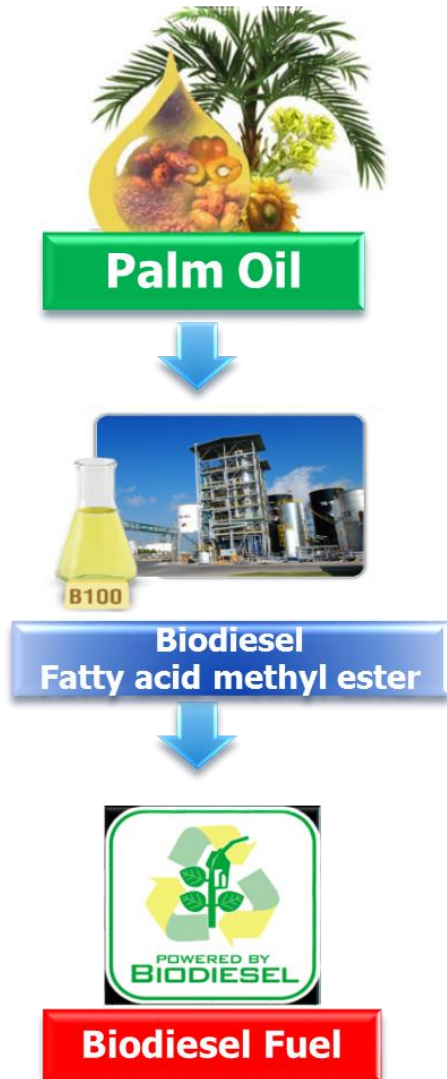 Palm Oil
B100
Biodiesel
Fatty acid methyl ester
POWERED BY
BIODIESEL
Biodiesel Fuel